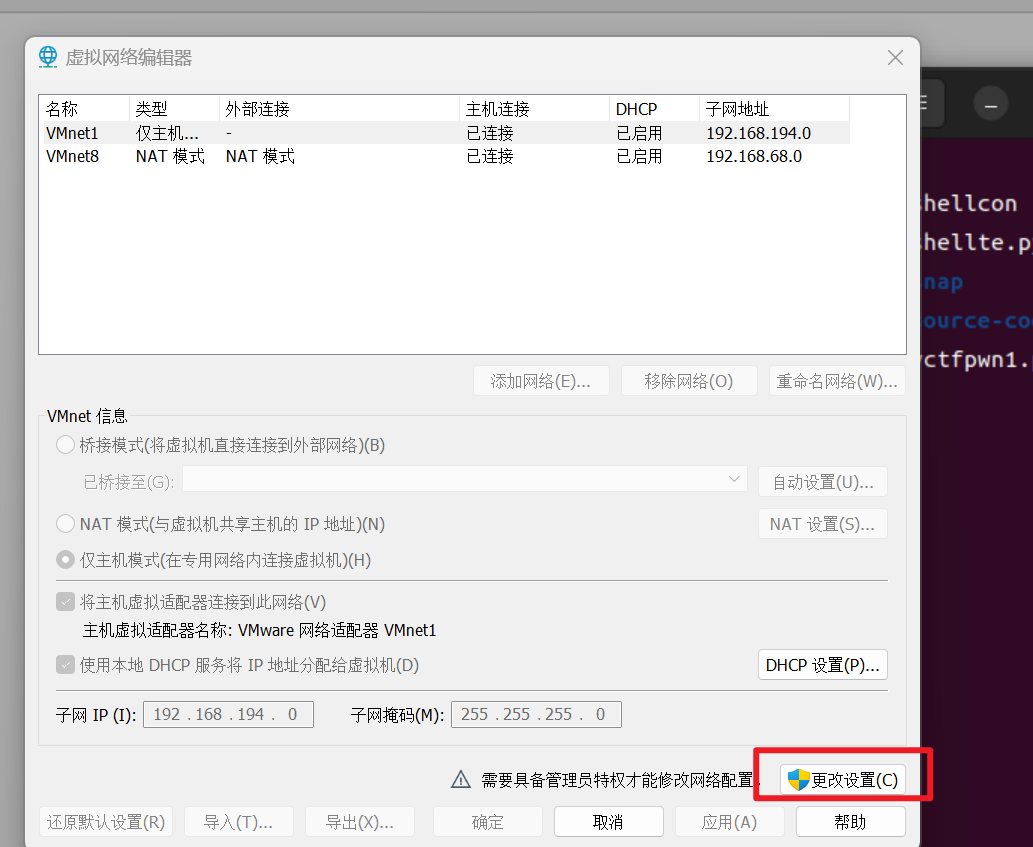 虚拟网络编辑器
名称 类型 外部连接 主机连接 DHCP 子网地址
VMnet1 仅主机... - 已连接 已启用 192.168.194.0
VMnet8 NAT 模式 NAT 模式 已连接 已启用 192.168.68.0
添加网络(E)... 移除网络(O) 重命名网络(W)...
VMnet 信息
桥接模式(将虚拟机直接连接到外部网络)(B)
已桥接至(G): 自动设置(U)...
NAT 模式(与虚拟机共享主机的 IP 地址)(N) NAT 设置(S)...
仅主机模式(在专用网络内连接虚拟机)(H)
将主机虚拟适配器连接到此网络(V)
主机虚拟适配器名称: VMware 网络适配器 VMnet1
使用本地 DHCP 服务将 IP 地址分配给虚拟机(D) DHCP 设置(P)...
子网 IP (I): 192 . 168 . 194 . 0 子网掩码(M): 255 . 255 . 255 . 0
需要具备管理员特权才能修改网络配置。 更改设置(C)
还原默认设置(R) 导入(T)... 导出(X)... 确定 取消 应用(A) 帮助
hellcon
hellte.p
nap
ource-co
ctfpwn1.